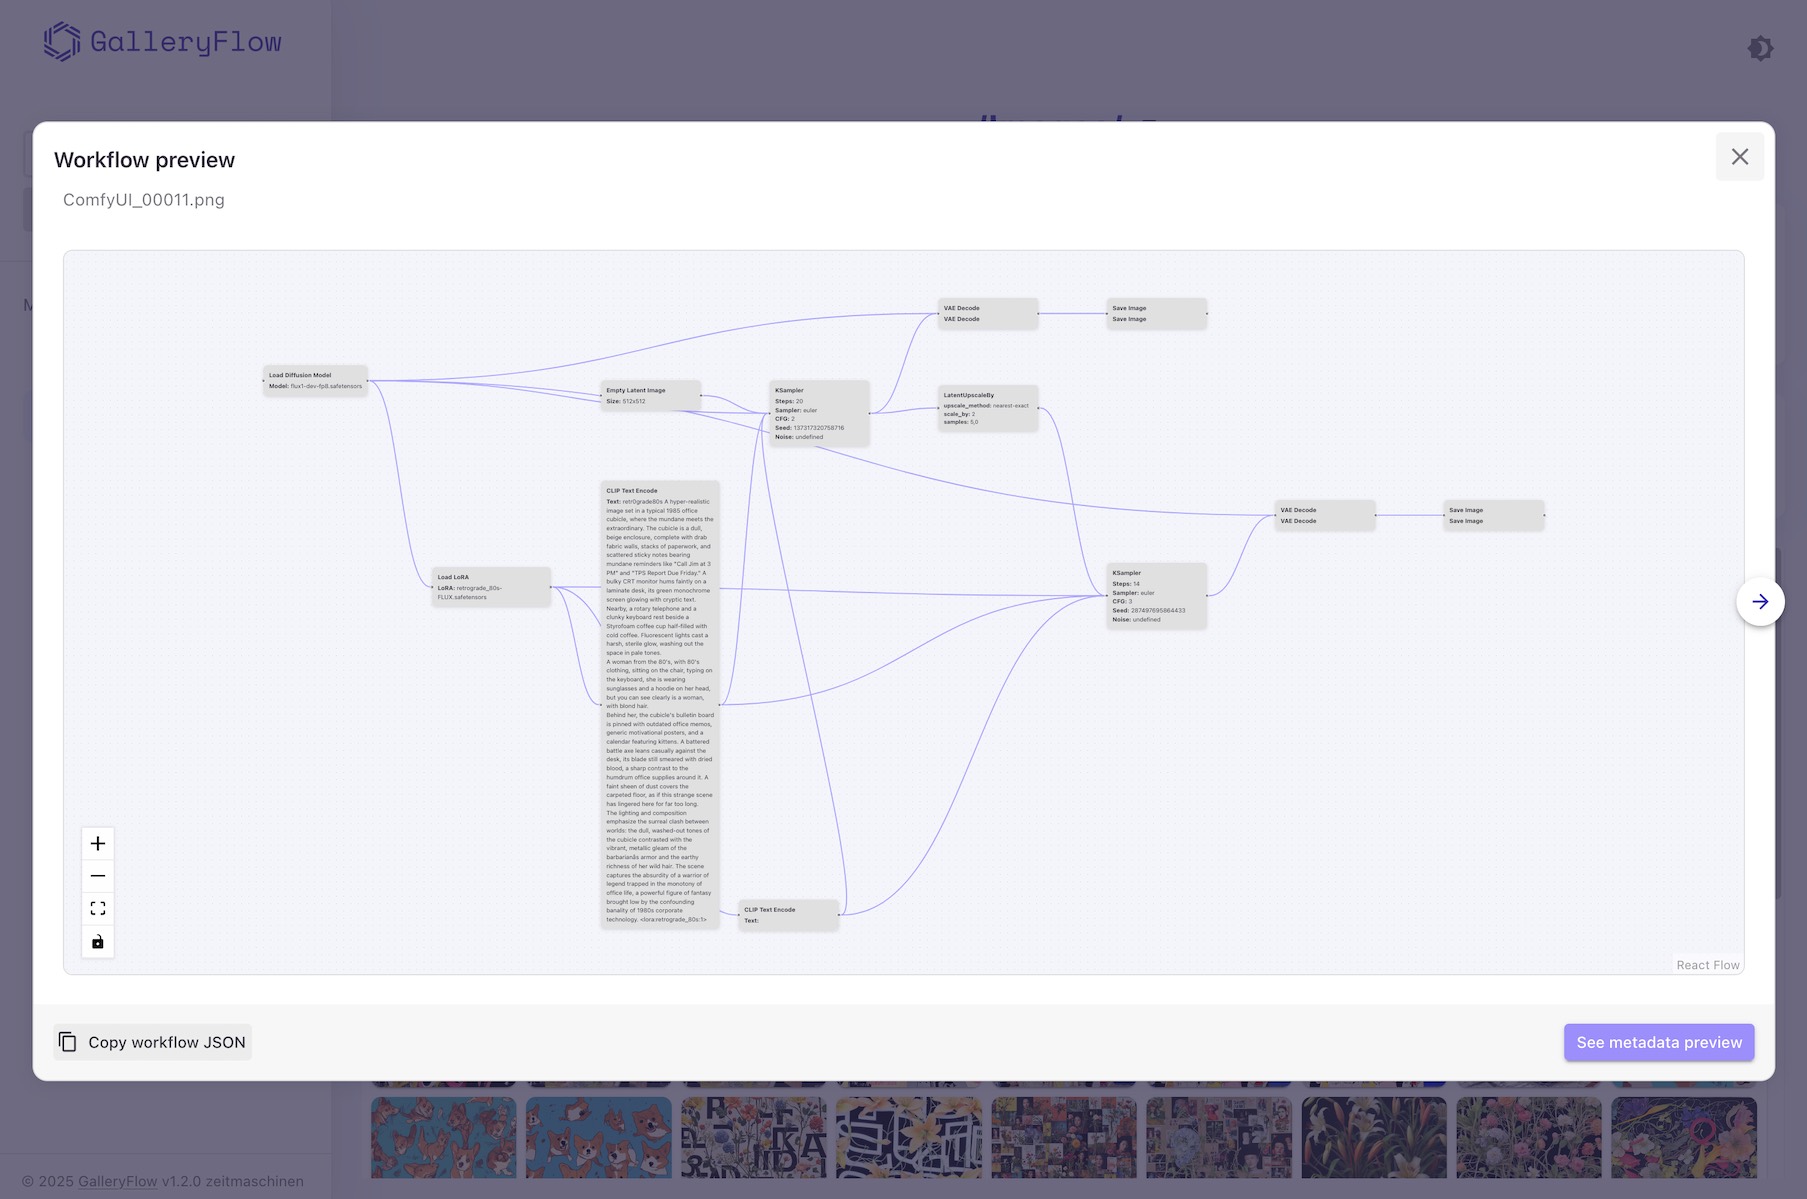 GalleryFlow
Workflow preview
ComfyUI_00011.png
VAE Decode
VAE Decode
Save Image
Save Image
Load Diffusion Model
Model: flux1-dev-fp8.safetensors
Empty Latent Image
Size: 512x512
KSampler
Steps: 20
Sampler: euler
CFG: 2
Seed: 137317320758716
Noise: undefined
LatentUpscaleBy
upscale_method: nearest-exact
scale_by: 2
samples: 5,0
CLIP Text Encode
Text: retr0grade80s A hyper-realistic
image set in a typical 1985 office
cubicle, where the mundane meets the
extraordinary. The cubicle is a dull,
beige enclosure, complete with drab
fabric walls, stacks of paperwork, and
scattered sticky notes bearing
mundane reminders like "Call Jim at 3
PM" and "TPS Report Due Friday." A
bulky CRT monitor hums faintly on a
laminate desk, its green monochrome
screen glowing with cryptic text.
Nearby, a rotary telephone and a
clunky keyboard rest beside a
Styrofoam coffee cup half-filled with
cold coffee. Fluorescent lights cast a
harsh, sterile glow, washing out the
space in pale tones.
A woman from the 80's, with 80's
clothing, sitting on the chair, typing on
the keyboard, she is wearing
sunglasses and a hoodie on her head,
but you can see clearly is a woman,
with blond hair.
Behind her, the cubicle's bulletin board
is pinned with outdated office memos,
generic motivational posters, and a
calendar featuring kittens. A battered
battle axe leans casually against the
desk, its blade still smeared with dried
blood, a sharp contrast to the
humdrum office supplies around it. A
faint sheen of dust covers the
carpeted floor, as if this strange scene
has lingered here for far too long.
The lighting and composition
emphasize the surreal clash between
worlds: the dull, washed-out tones of
the cubicle contrasted with the
vibrant, metallic gleam of the
barbarianâs armor and the earthy
richness of her wild hair. The scene
captures the absurdity of a warrior of
legend trapped in the monotony of
office life, a powerful figure of fantasy
brought low by the confounding
banality of 1980s corporate
technology. <lora:retrograde_80s:1>
Load LoRA
LoRA: retrograde_80s-
FLUX.safetensors
VAE Decode
VAE Decode
Save Image
Save Image
KSampler
Steps: 14
Sampler: euler
CFG: 3
Seed: 287497695864433
Noise: undefined
CLIP Text Encode
Text:
React Flow
Copy workflow JSON
See metadata preview
© 2025 GalleryFlow v1.2.0 zeitmaschinen